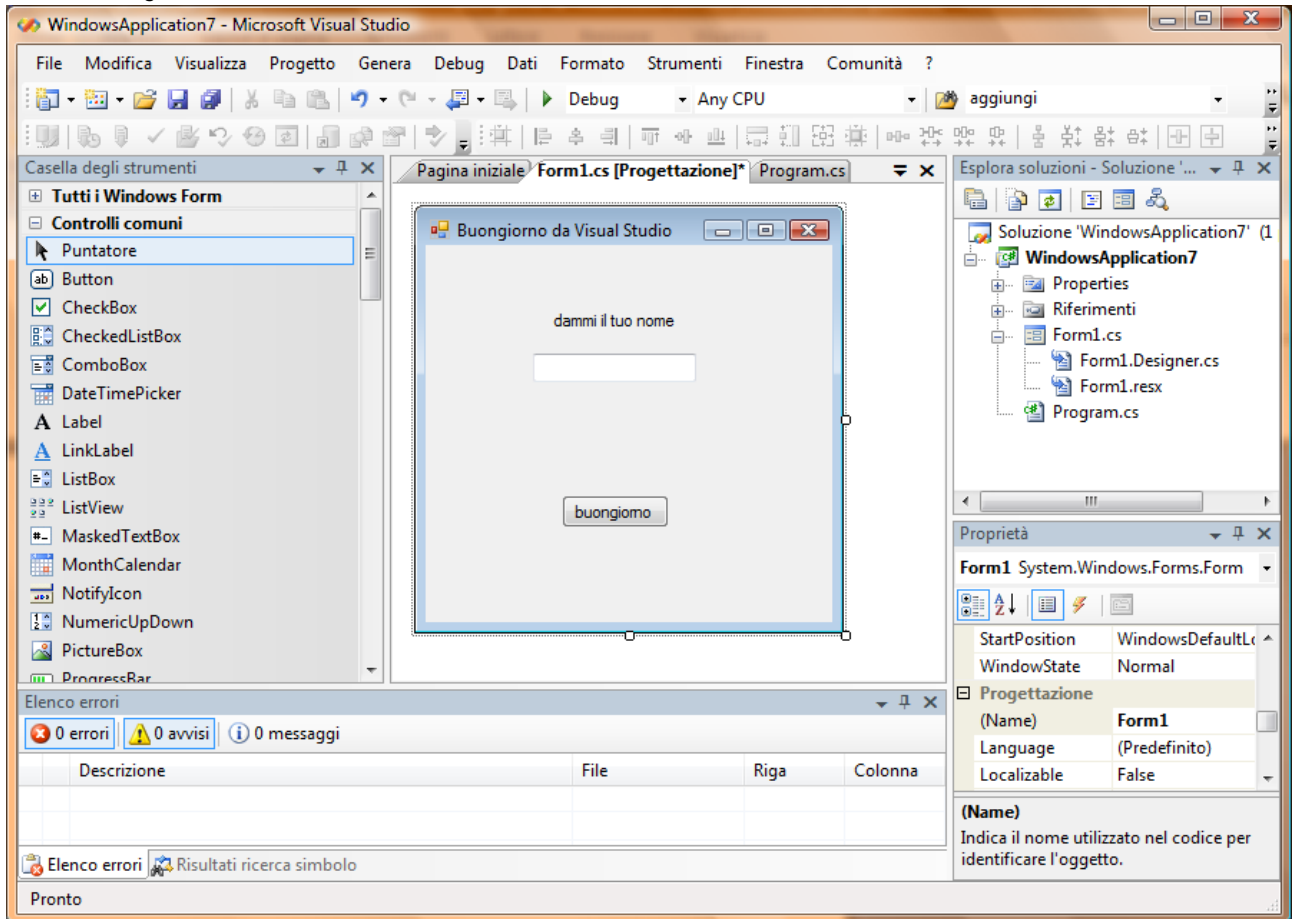 WindowsApplication7 - Microsoft Visual Studio
File Modifica Visualizza Progetto Genera Debug Dati Formato Strumenti Finestra Comunità ?
Debug Any CPU aggiungi
Casella degli strumenti
Tutti i Windows Form
Controlli comuni
Puntatore
Button
CheckBox
CheckedListBox
ComboBox
DateTimePicker
Label
LinkLabel
ListBox
ListView
MaskedTextBox
MonthCalendar
NotifyIcon
NumericUpDown
PictureBox
ProgressBar
Pagina iniziale Form1.cs [Progettazione]* Program.cs
Buongiorno da Visual Studio
dammi il tuo nome
buongiorno
Esplora soluzioni - Soluzione '...
Soluzione 'WindowsApplication7' (1
WindowsApplication7
Properties
Riferimenti
Form1.cs
Form1.Designer.cs
Form1.resx
Program.cs
Proprietà
Form1 System.Windows.Forms.Form
StartPosition WindowsDefaultLo
WindowState Normal
Progettazione
(Name) Form1
Language (Predefinito)
Localizable False
(Name)
Indica il nome utilizzato nel codice per
identificare l'oggetto.
Elenco errori
0 errori 0 avvisi 0 messaggi
Descrizione File Riga Colonna
Elenco errori Risultati ricerca simbolo
Pronto